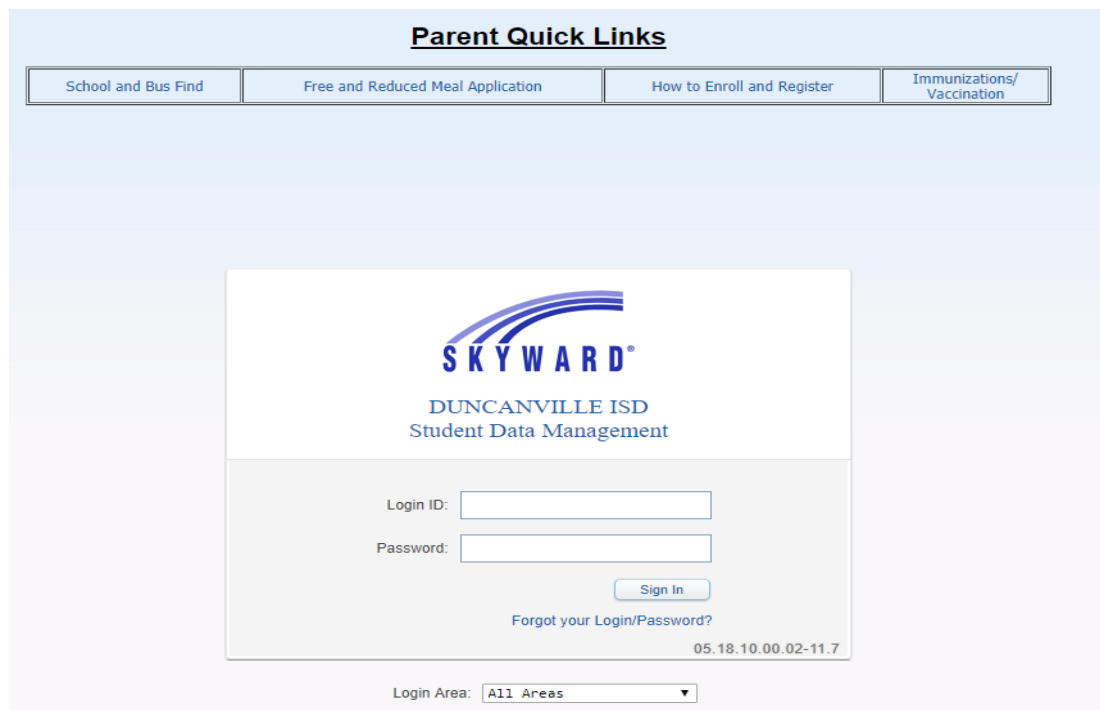 Parent Quick Links
School and Bus Find
Free and Reduced Meal Application
How to Enroll and Register
Immunizations/
Vaccination
SKYWARD®
DUNCANVILLE ISD
Student Data Management
Login ID:
Password:
Sign In
Forgot your Login/Password?
05.18.10.00.02-11.7
Login Area: All Areas